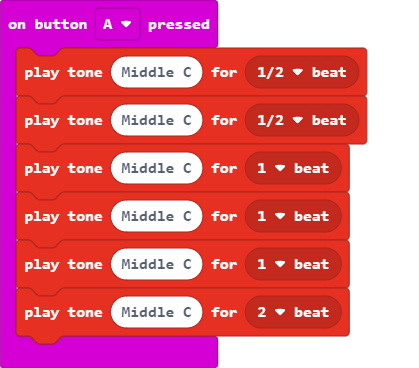 on button A pressed
play tone Middle C for 1/2 beat
play tone Middle C for 1/2 beat
play tone Middle C for 1 beat
play tone Middle C for 1 beat
play tone Middle C for 1 beat
play tone Middle C for 2 beat